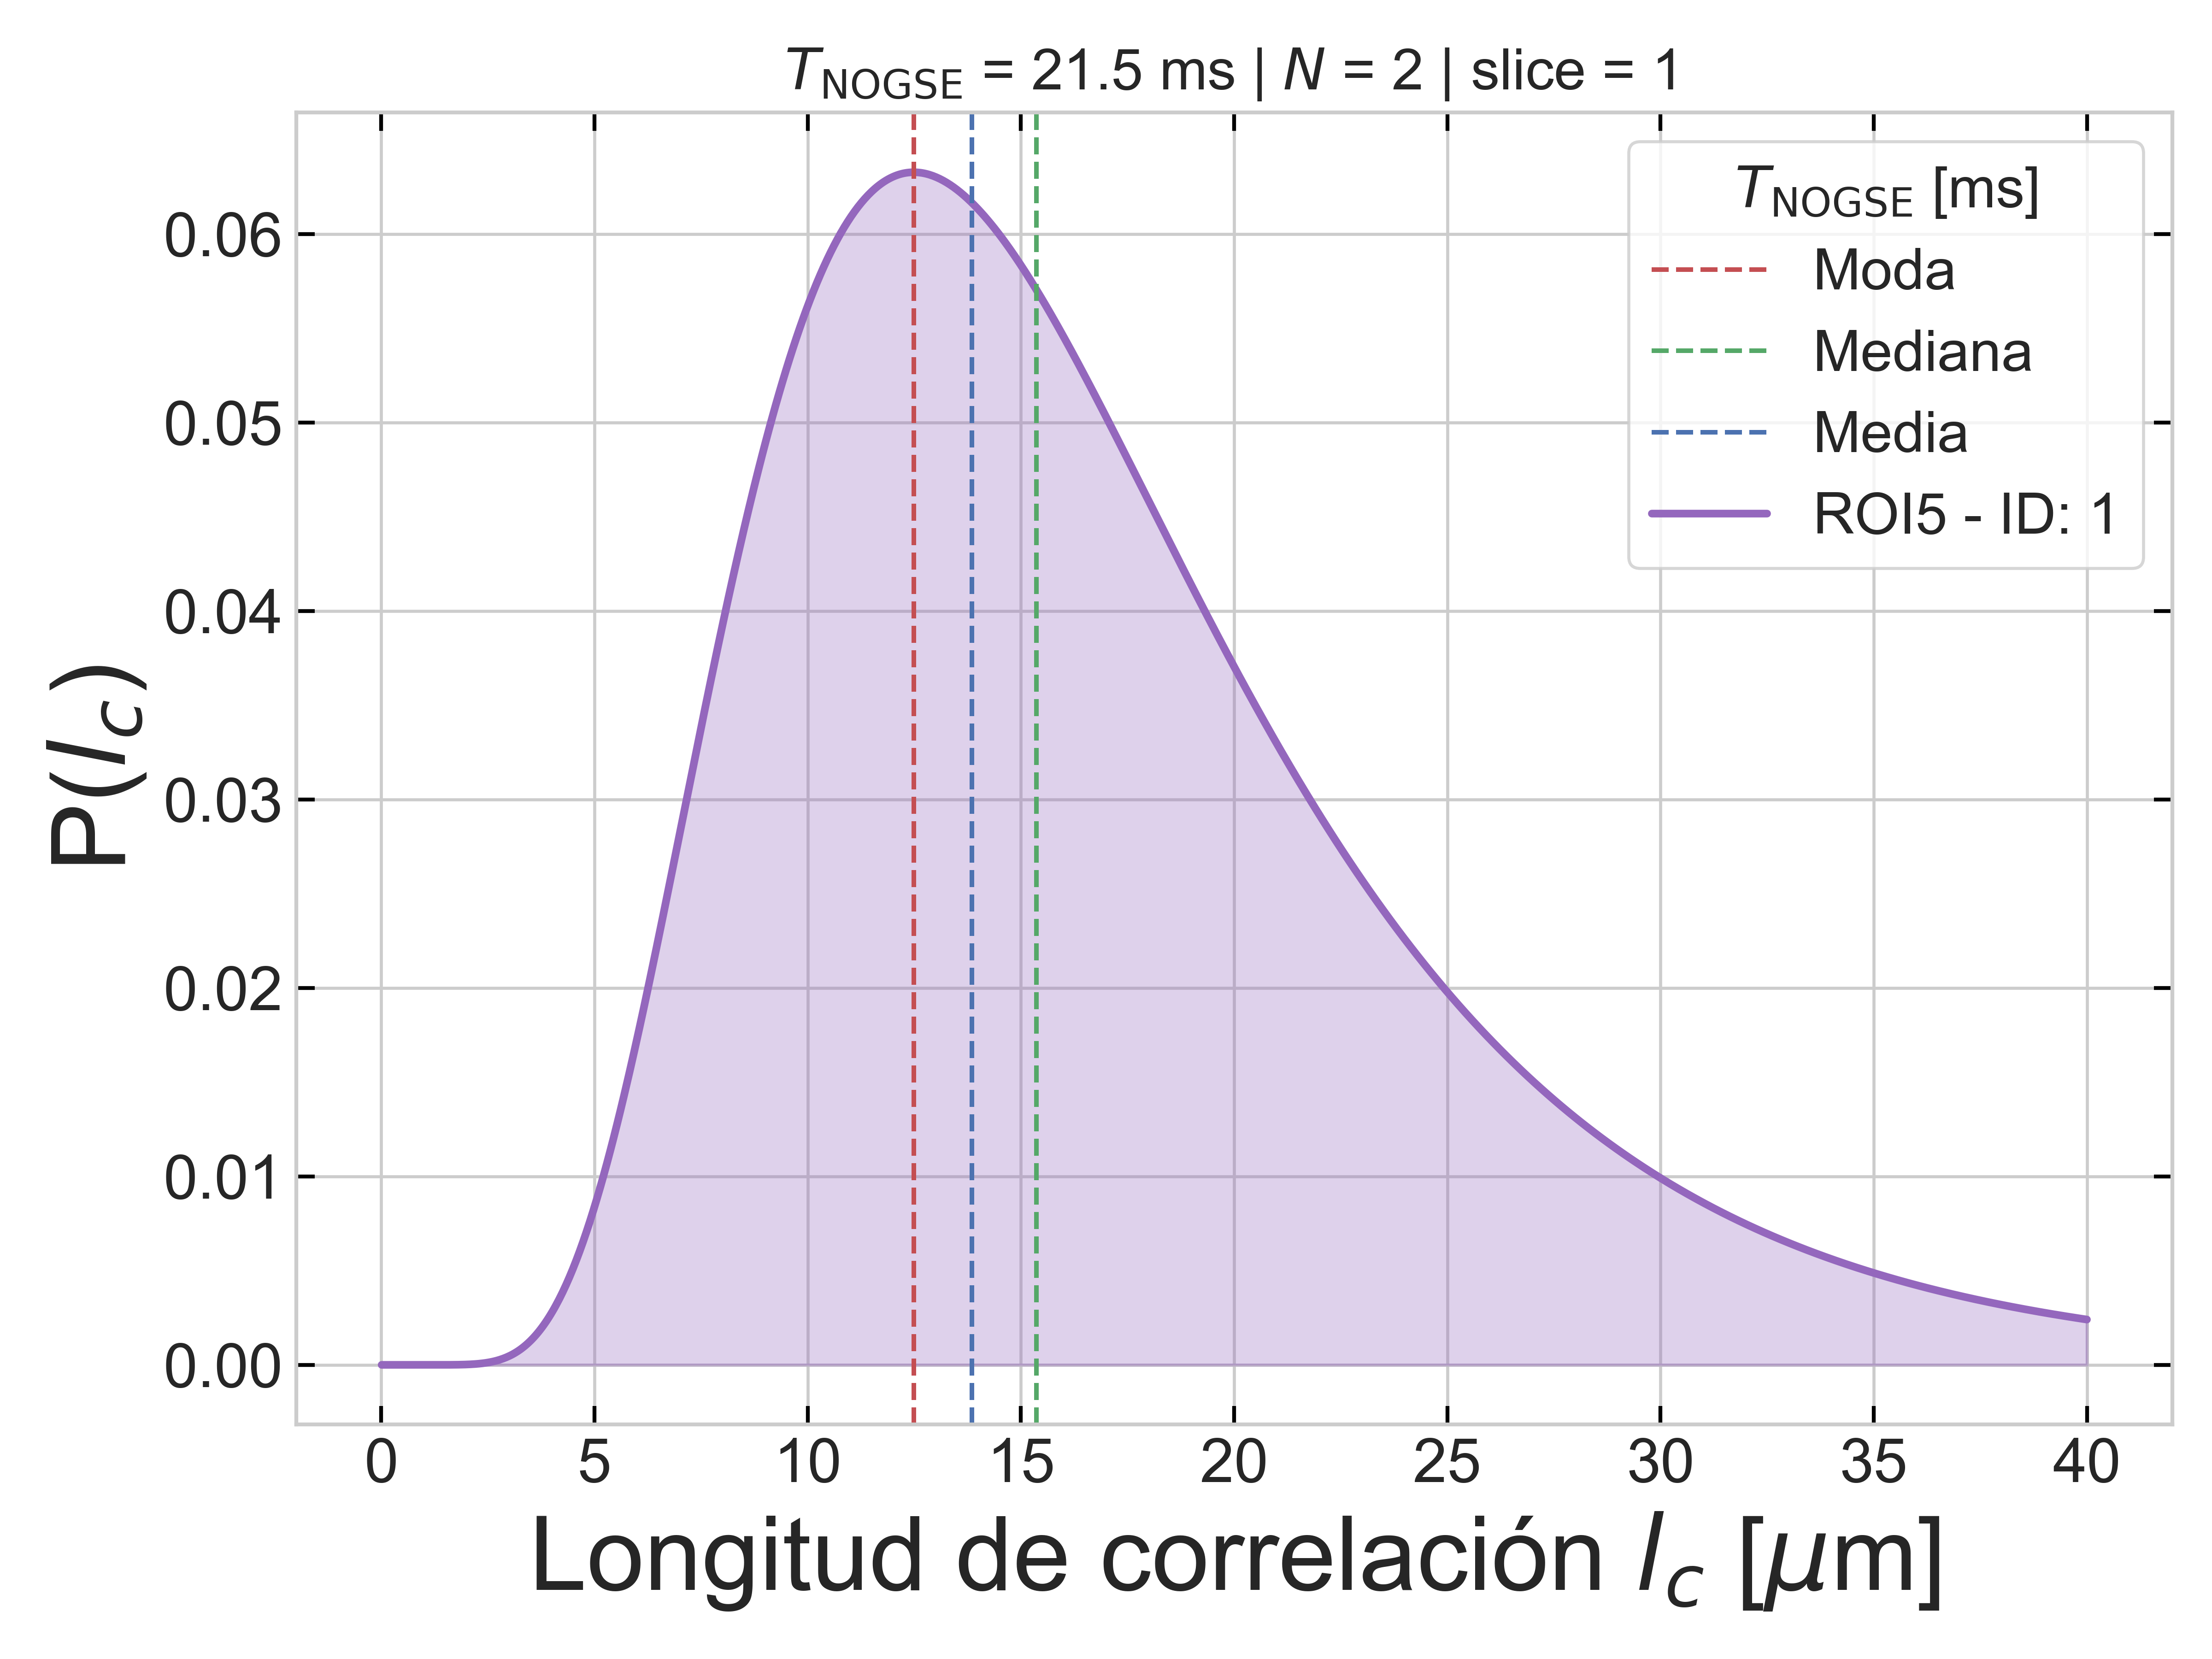 T_NOGSE = 21.5 ms | N = 2 | slice = 1
T_NOGSE [ms]
Moda
Mediana
Media
ROI5 - ID: 1
P(l_c)
0.06
0.05
0.04
0.03
0.02
0.01
0.00
0 5 10 15 20 25 30 35 40
Longitud de correlación l_c [μm]